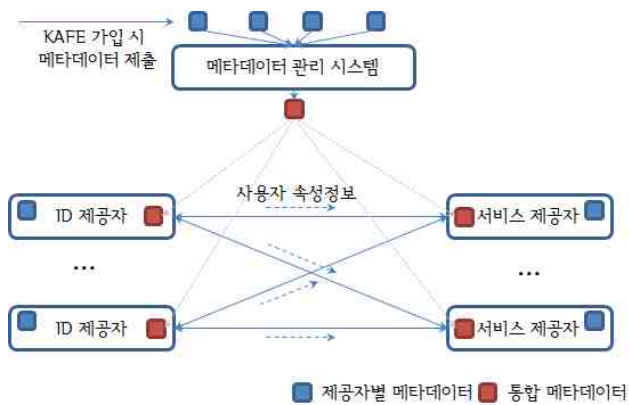 KAFE 가입 시
메타데이터 제출
메타데이터 관리 시스템
사용자 속성정보
ID 제공자
서비스 제공자
...
...
ID 제공자
서비스 제공자
제공자별 메타데이터
통합 메타데이터